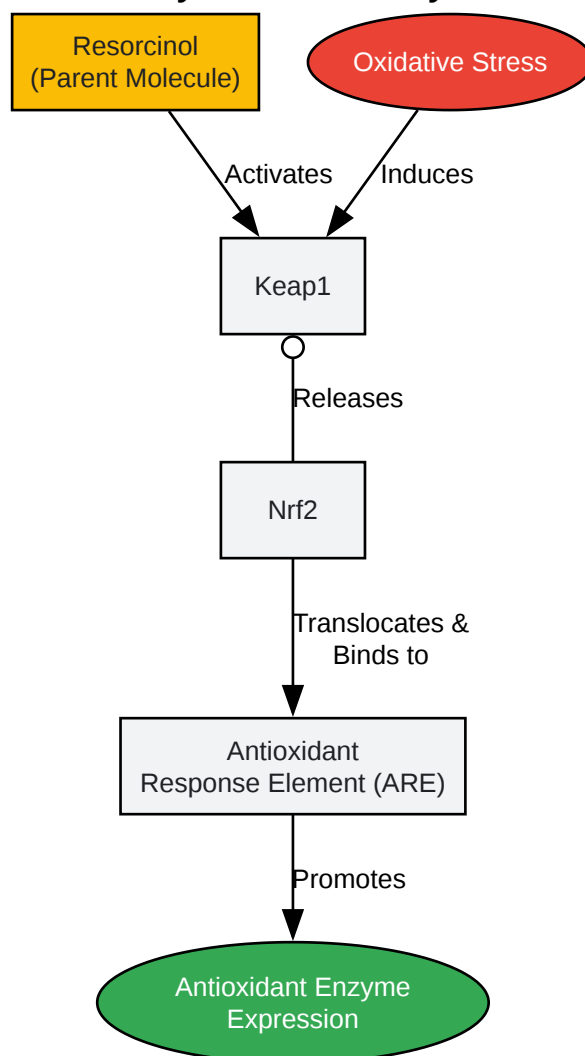 Resorcinol
(Parent Molecule)
Oxidative Stress
Activates
Induces
Keap1
Releases
Nrf2
Translocates &
Binds to
Antioxidant
Response Element (ARE)
Promotes
Antioxidant Enzyme
Expression